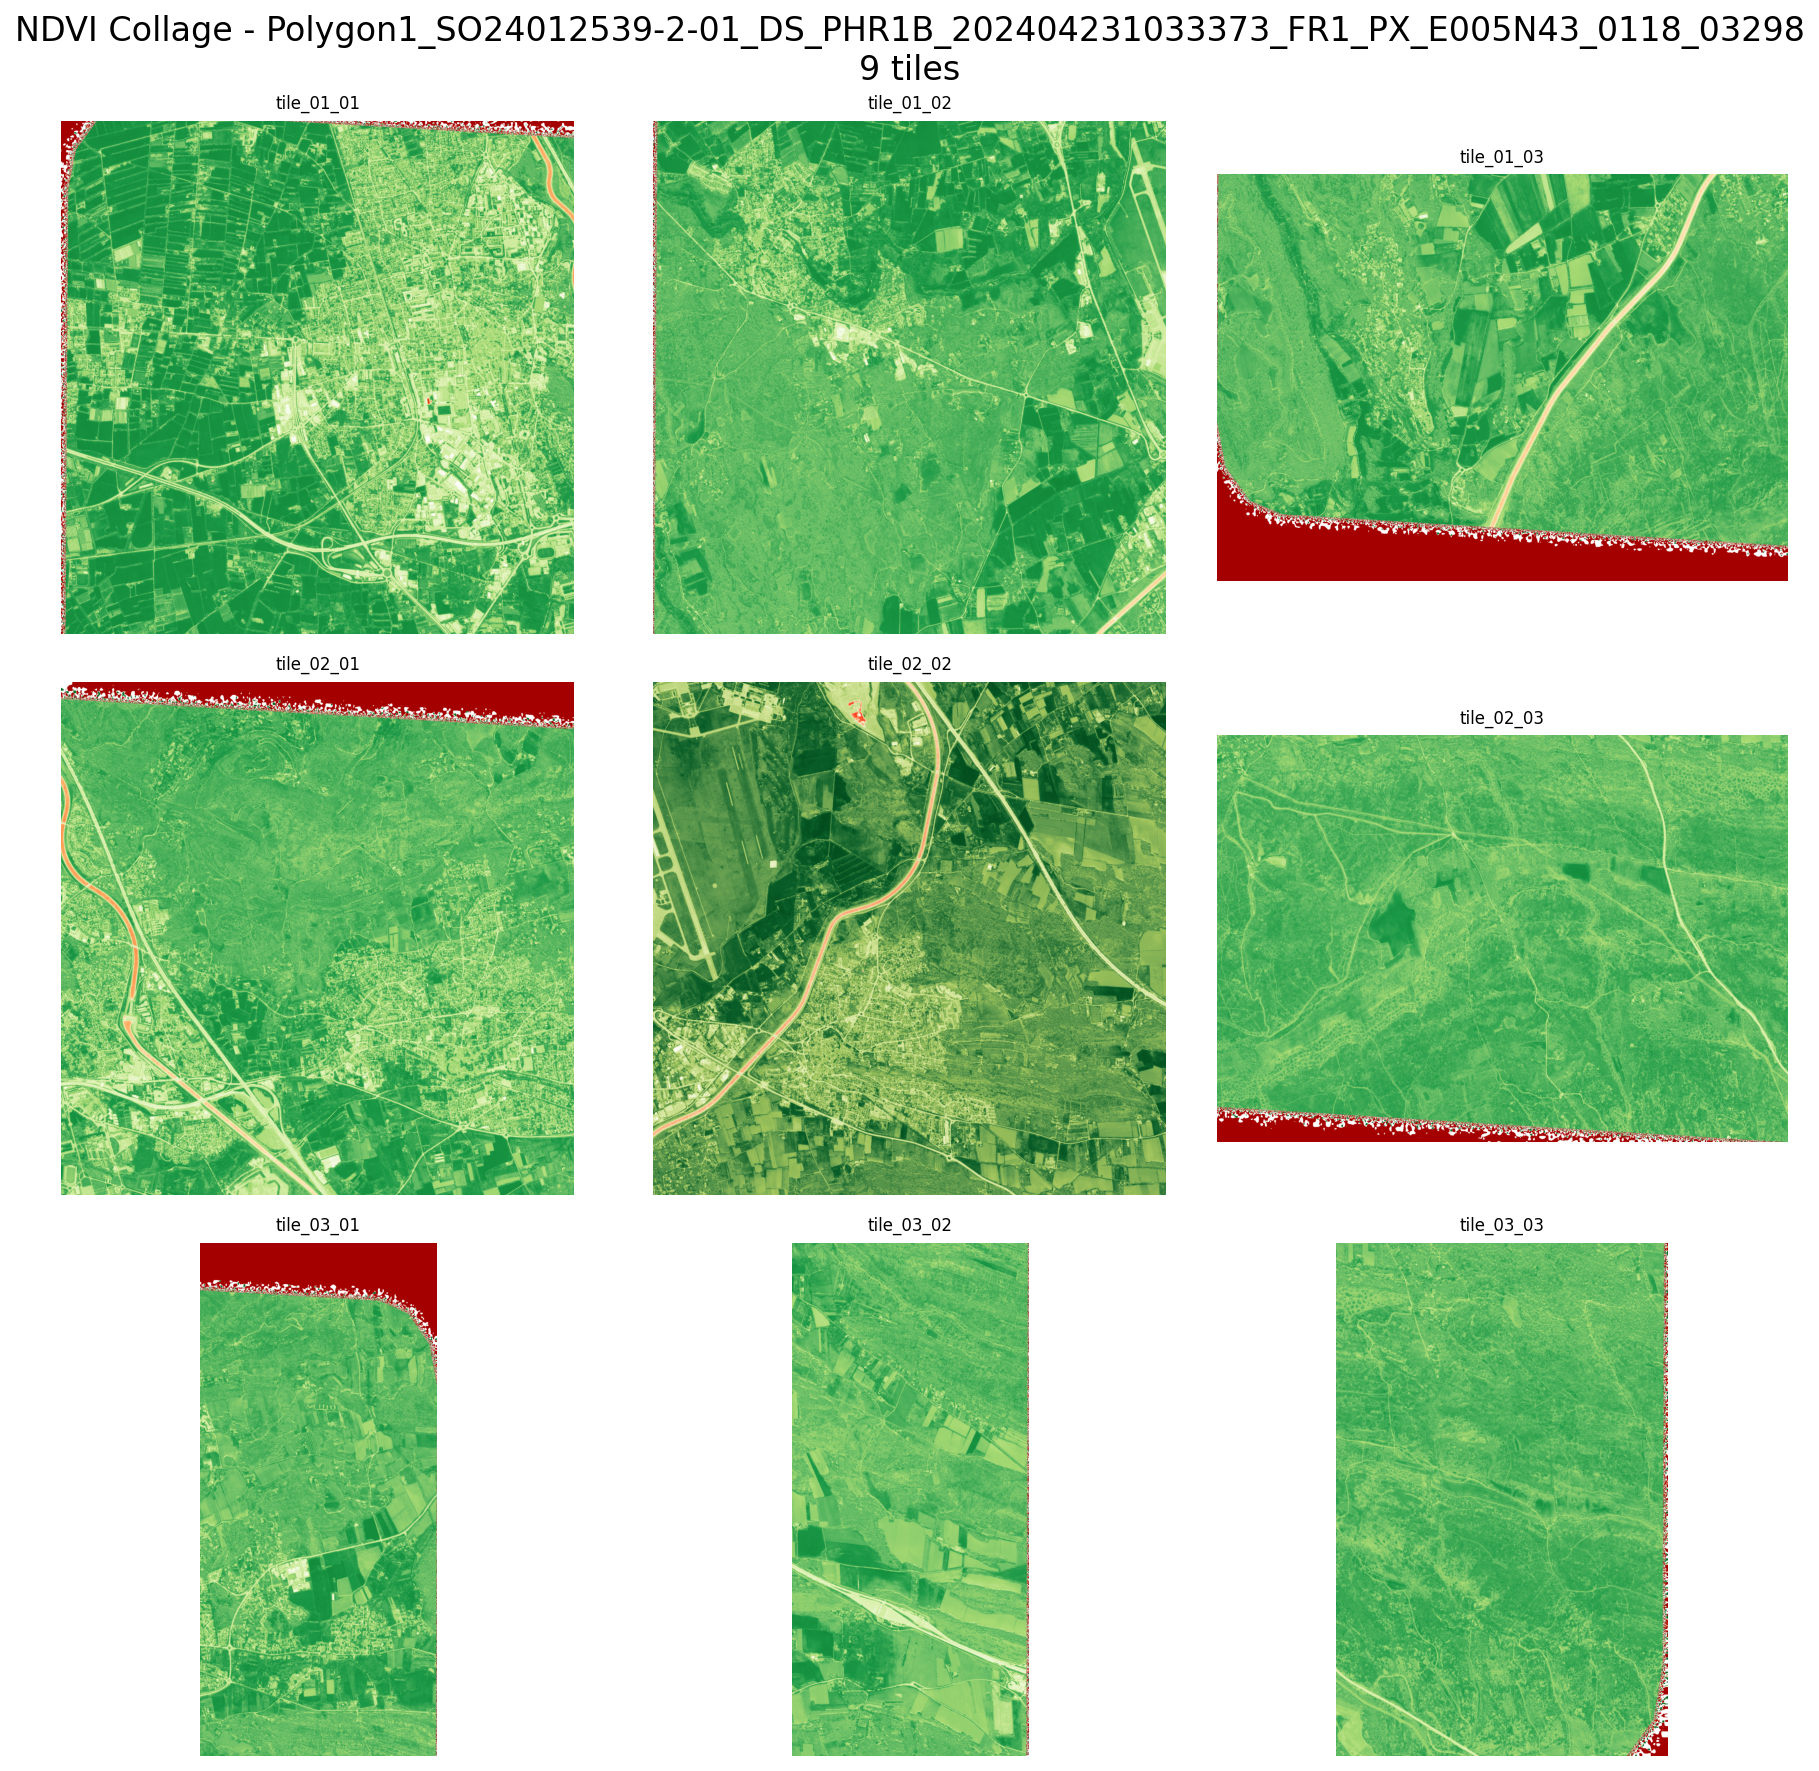 NDVI Collage - Polygon1_SO24012539-2-01_DS_PHR1B_202404231033373_FR1_PX_E005N43_0118_03298
9 tiles
tile_01_01
tile_01_02
tile_01_03
tile_02_01
tile_02_02
tile_02_03
tile_03_01
tile_03_02
tile_03_03